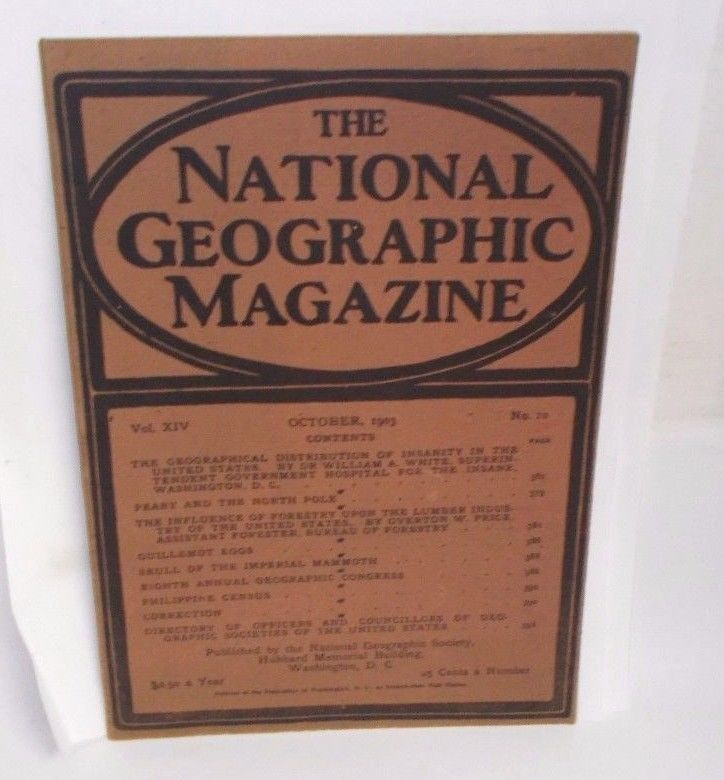 THE
NATIONAL
GEOGRAPHIC
MAGAZINE
Vol. XIV OCTOBER, 1903 No. 10
CONTENTS
PAGE
THE GEOGRAPHICAL DISTRIBUTION OF INSANITY IN THE
UNITED STATES. BY DR WILLIAM A. WHITE, SUPERIN-
TENDENT GOVERNMENT HOSPITAL FOR THE INSANE,
WASHINGTON, D. C.
PEARY AND THE NORTH POLE 379
THE INFLUENCE OF FORESTRY UPON THE LUMBER INDUS-
TRY OF THE UNITED STATES. BY OVERTON W. PRICE,
ASSISTANT FORESTER, BUREAU OF FORESTRY
GUILLEMOT EGGS
SKULL OF THE IMPERIAL MAMMOTH
EIGHTH ANNUAL GEOGRAPHIC CONGRESS
PHILIPPINE CENSUS
CORRECTION
DIRECTORY OF OFFICERS AND COUNCILLORS OF GEO-
GRAPHIC SOCIETIES OF THE UNITED STATES
Published by the National Geographic Society,
Hubbard Memorial Building,
Washington, D. C.
$2.50 a Year 25 Cents a Number